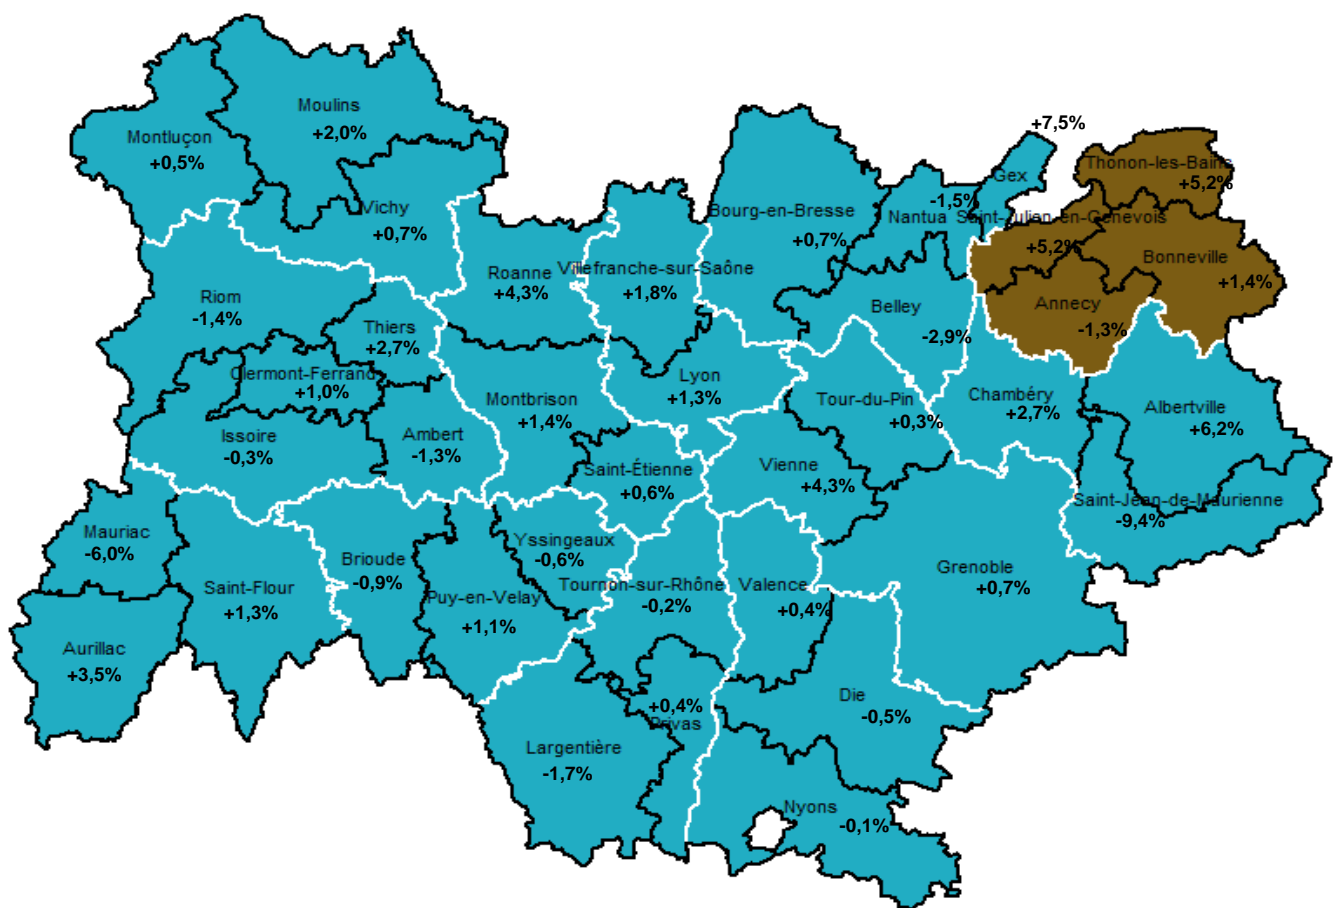 Moulins
+2,0%
Montluçon
+0,5%
+7,5%
Gex
Thonon-les-Bains
+5,2%
Vichy
+0,7%
Bourg-en-Bresse
+0,7%
Nantua
-1,5%
Saint-Julien-en-Genevois
+5,2%
Bonneville
+1,4%
Roanne
+4,3%
Villefranche-sur-Saône
+1,8%
Riom
-1,4%
Belley
-2,9%
Annecy
-1,3%
Thiers
+2,7%
Clermont-Ferrand
+1,0%
Lyon
+1,3%
Montbrison
+1,4%
Tour-du-Pin
+0,3%
Chambéry
+2,7%
Albertville
+6,2%
Issoire
-0,3%
Ambert
-1,3%
Saint-Étienne
+0,6%
Vienne
+4,3%
Saint-Jean-de-Maurienne
-9,4%
Mauriac
-6,0%
Yssingeaux
-0,6%
Brioude
-0,9%
Saint-Flour
+1,3%
Puy-en-Velay
+1,1%
Tournon-sur-Rhône
-0,2%
Valence
+0,4%
Grenoble
+0,7%
Aurillac
+3,5%
+0,4%
Privas
Die
-0,5%
Largentière
-1,7%
Nyons
-0,1%